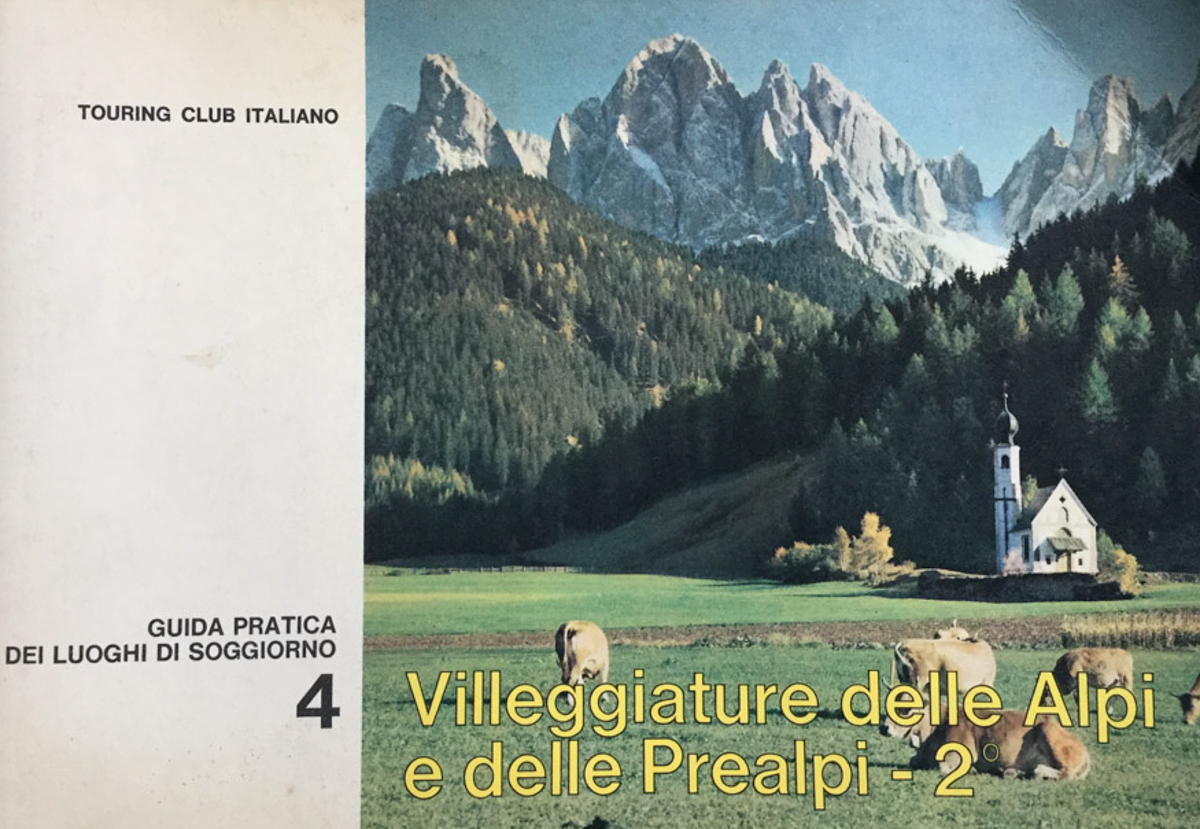 TOURING CLUB ITALIANO
GUIDA PRATICA
DEI LUOGHI DI SOGGIORNO
4
Villeggiature delle Alpi
e delle Prealpi - 2°